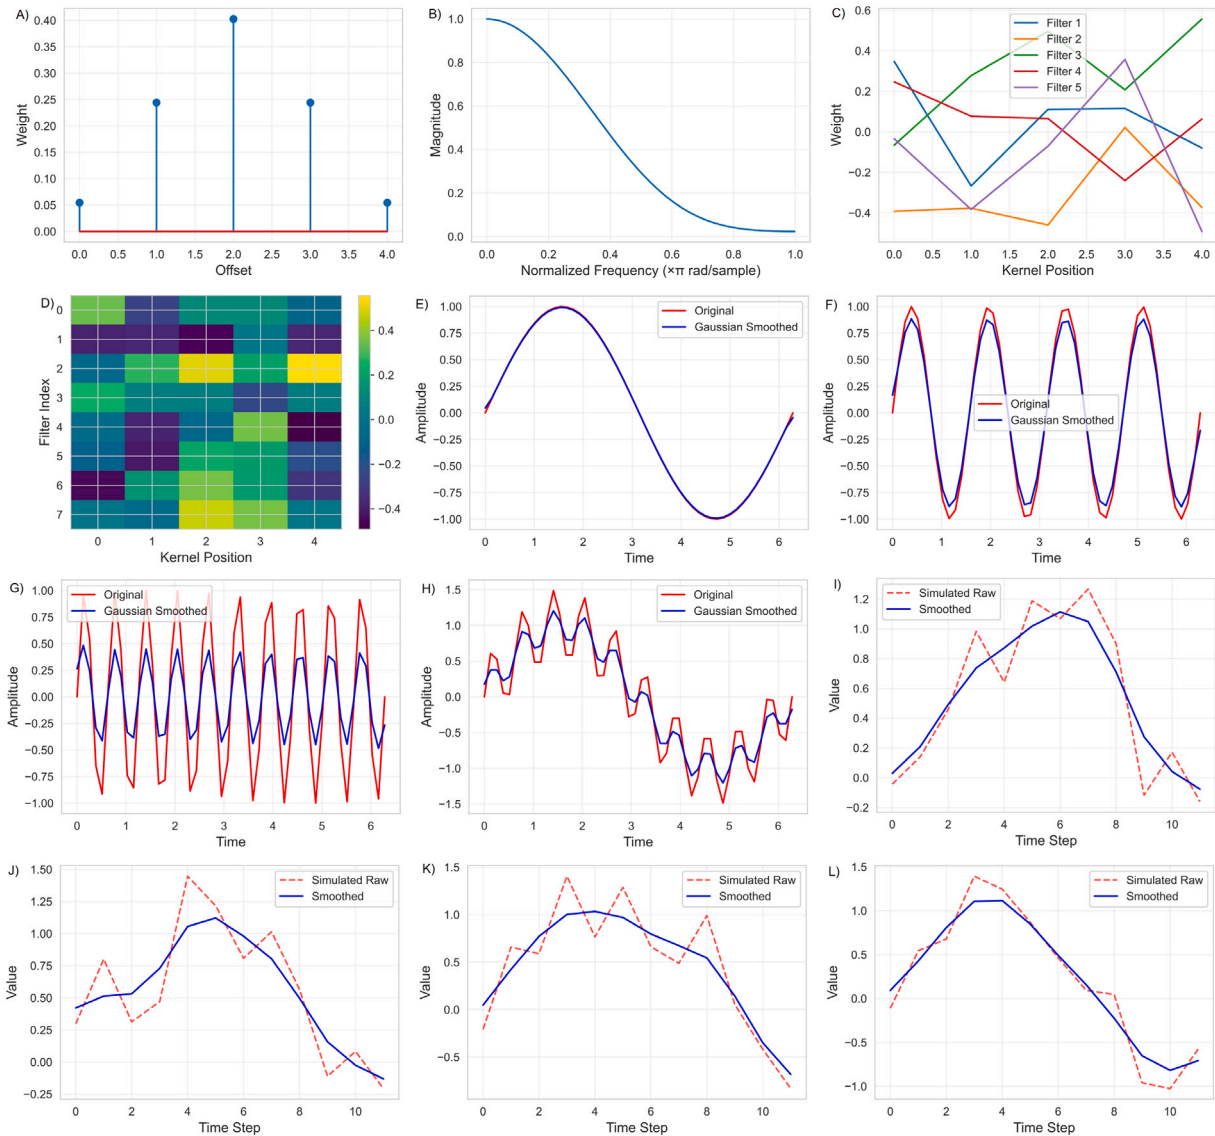 A)
Weight
0.40
0.35
0.30
0.25
0.20
0.15
0.10
0.05
0.00
0.0 0.5 1.0 1.5 2.0 2.5 3.0 3.5 4.0
Offset
B)
Magnitude
1.0
0.8
0.6
0.4
0.2
0.0
0.0 0.2 0.4 0.6 0.8 1.0
Normalized Frequency (×π rad/sample)
C)
Weight
0.6
0.4
0.2
0.0
−0.2
−0.4
Filter 1
Filter 2
Filter 3
Filter 4
Filter 5
0.0 0.5 1.0 1.5 2.0 2.5 3.0 3.5 4.0
Kernel Position
D)
Filter Index
0
1
2
3
4
5
6
7
0 1 2 3 4
Kernel Position
0.4
0.2
0.0
−0.2
−0.4
E)
Amplitude
1.00
0.75
0.50
0.25
0.00
−0.25
−0.50
−0.75
−1.00
Original
Gaussian Smoothed
0 1 2 3 4 5 6
Time
F)
Amplitude
1.00
0.75
0.50
0.25
0.00
−0.25
−0.50
−0.75
−1.00
Original
Gaussian Smoothed
0 1 2 3 4 5 6
Time
G)
Amplitude
1.00
0.75
0.50
0.25
0.00
−0.25
−0.50
−0.75
−1.00
Original
Gaussian Smoothed
0 1 2 3 4 5 6
Time
H)
Amplitude
1.5
1.0
0.5
0.0
−0.5
−1.0
−1.5
Original
Gaussian Smoothed
0 1 2 3 4 5 6
Time
I)
Value
1.2
1.0
0.8
0.6
0.4
0.2
0.0
−0.2
Simulated Raw
Smoothed
0 2 4 6 8 10
Time Step
J)
Value
1.50
1.25
1.00
0.75
0.50
0.25
0.00
−0.25
Simulated Raw
Smoothed
0 2 4 6 8 10
Time Step
K)
Value
1.5
1.0
0.5
0.0
−0.5
Simulated Raw
Smoothed
0 2 4 6 8 10
Time Step
L)
Value
1.5
1.0
0.5
0.0
−0.5
−1.0
Simulated Raw
Smoothed
0 2 4 6 8 10
Time Step